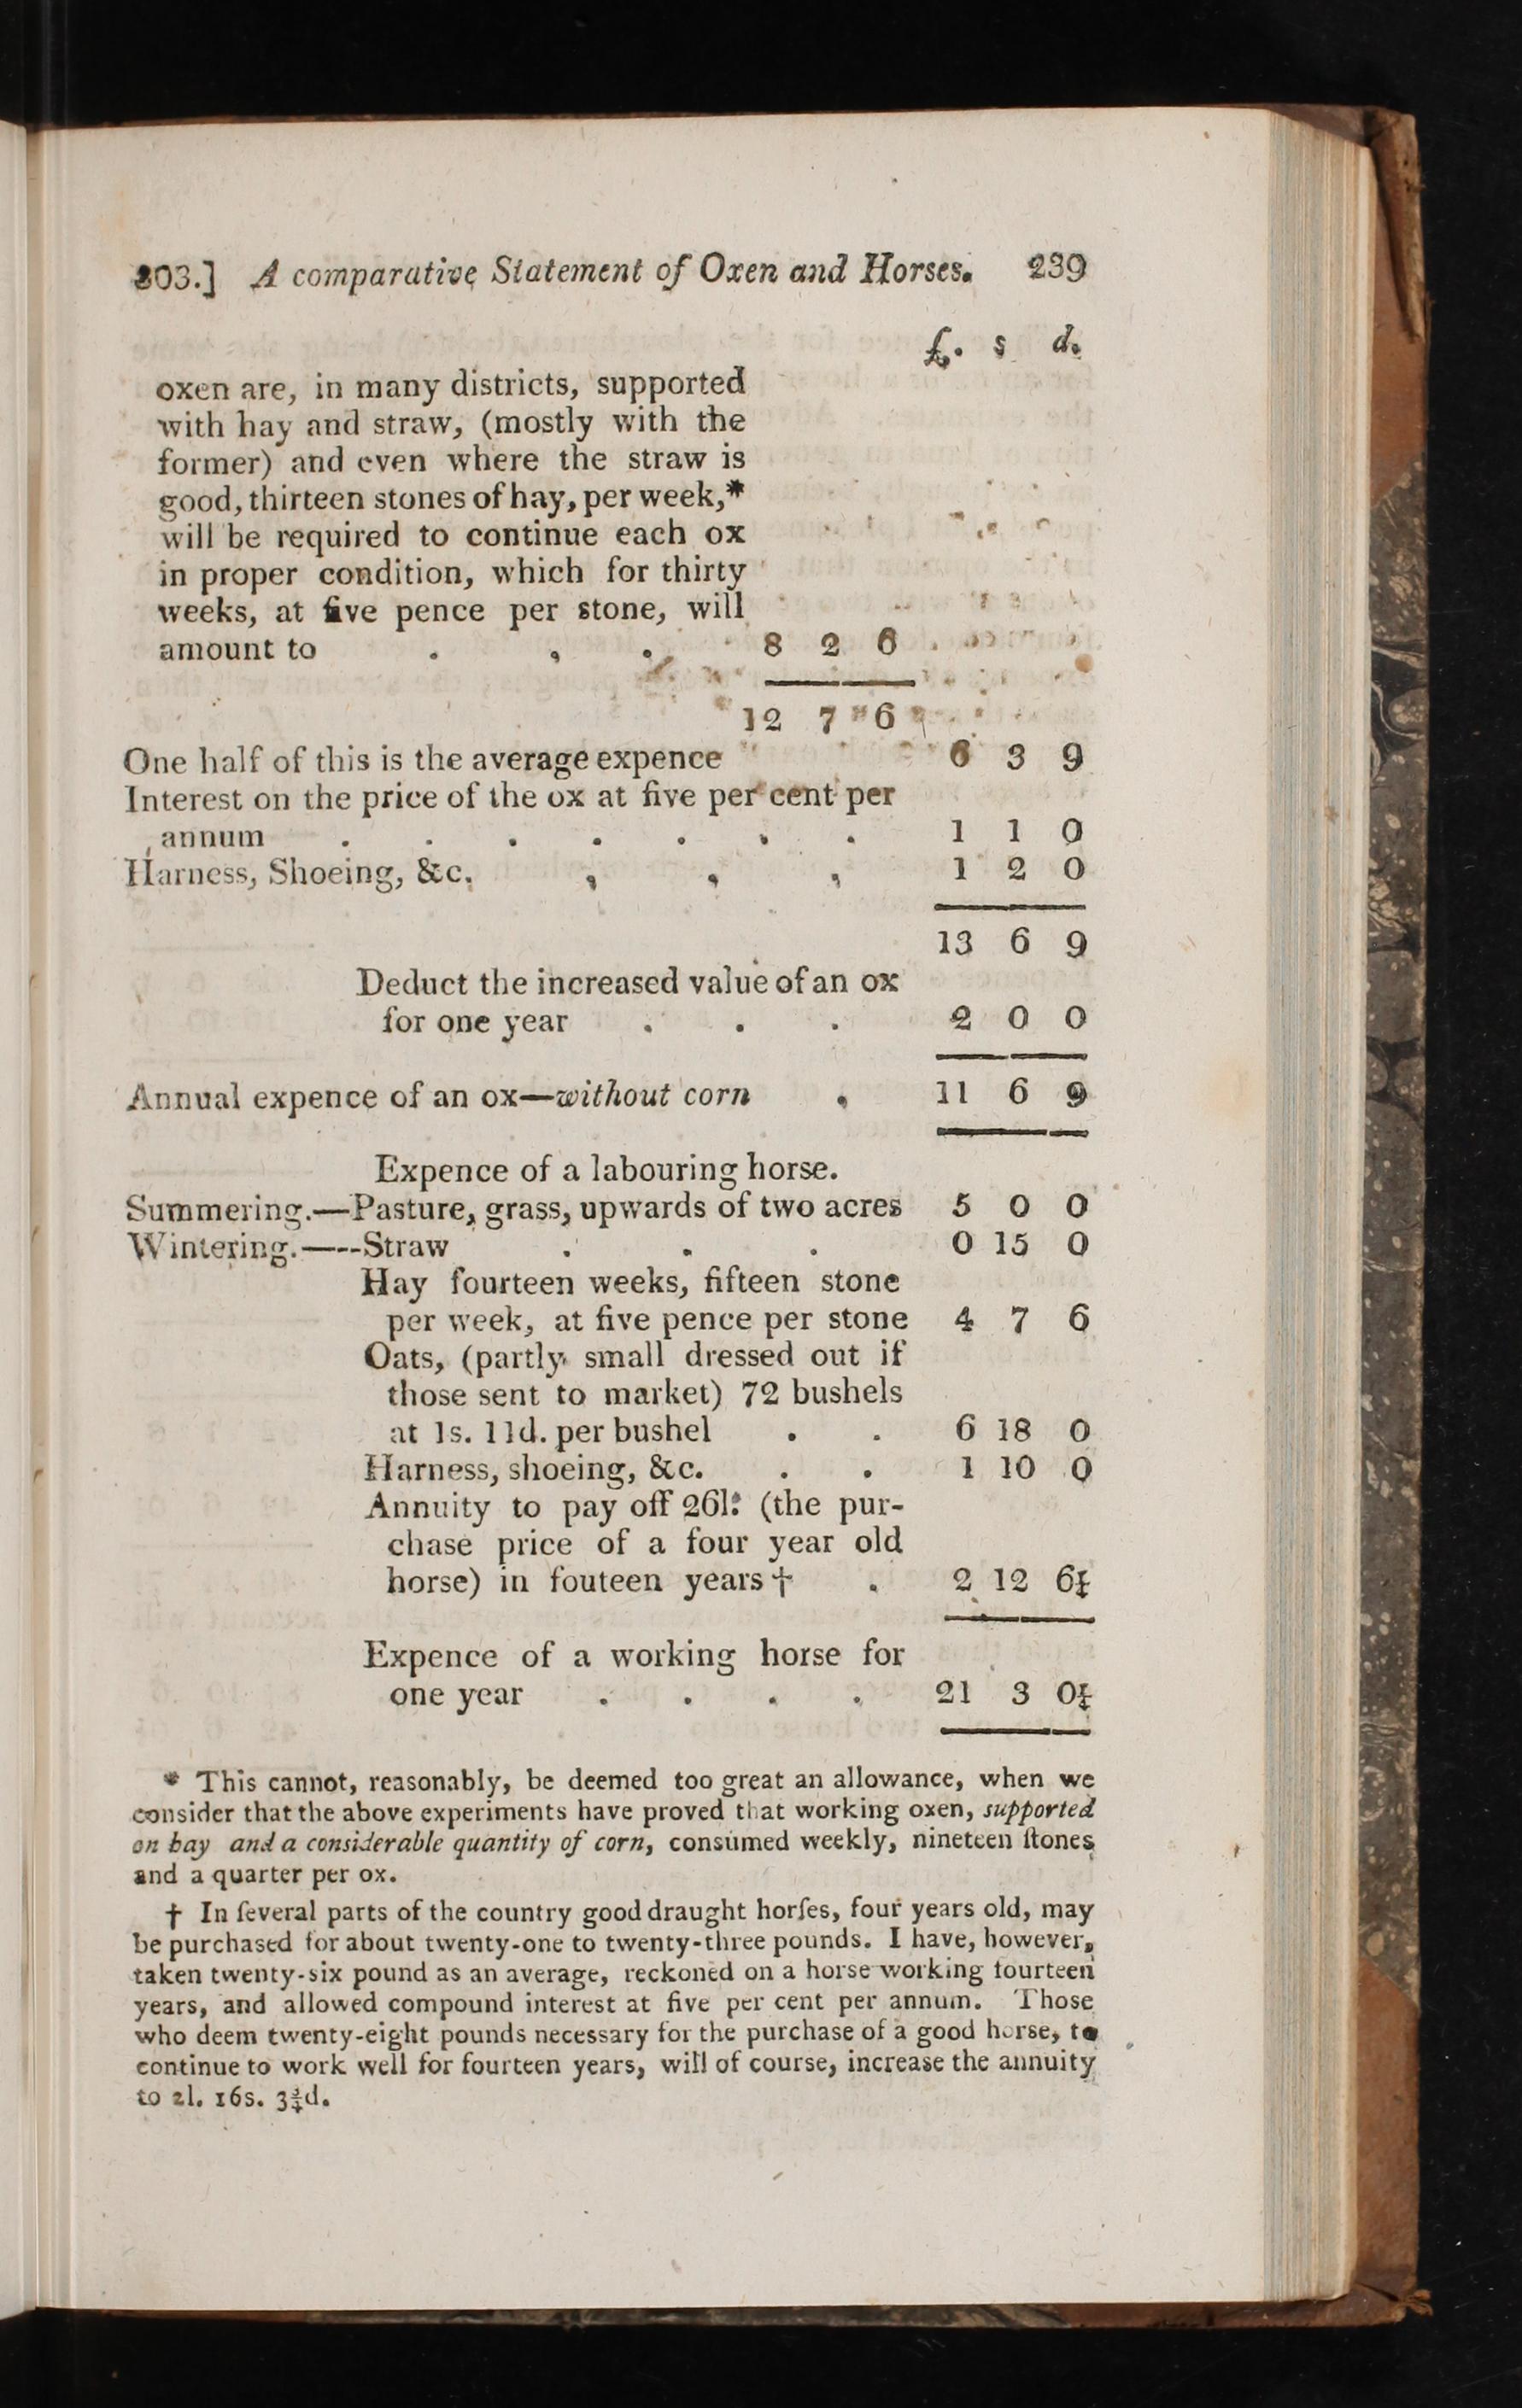 803.] A comparative Statement of Oxen and Horses. 239
£. s d.
oxen are, in many districts, supported
with hay and straw, (mostly with the
former) and even where the straw is
good, thirteen stones of hay, per week,*
will be required to continue each ox
in proper condition, which for thirty
weeks, at five pence per stone, will
amount to . . . 8 2 6
12 7 6
One half of this is the average expence 6 3 9
Interest on the price of the ox at five per cent per
annum . . . . . . . 1 1 0
Harness, Shoeing, &c. , , , 1 2 0
13 6 9
Deduct the increased value of an ox
for one year . . . 2 0 0
Annual expence of an ox—without corn . 11 6 9
Expence of a labouring horse.
Summering.—Pasture, grass, upwards of two acres 5 0 0
Wintering.—--Straw . . . 0 15 0
Hay fourteen weeks, fifteen stone
per week, at five pence per stone 4 7 6
Oats, (partly small dressed out if
those sent to market) 72 bushels
at 1s. 11d. per bushel . . 6 18 0
Harness, shoeing, &c. . . 1 10 0
Annuity to pay off 26l: (the pur-
chase price of a four year old
horse) in fouteen years † . 2 12 6¼
Expence of a working horse for
one year . . . . 21 3 0¼
* This cannot, reasonably, be deemed too great an allowance, when we
consider that the above experiments have proved that working oxen, supported
on hay and a considerable quantity of corn, consumed weekly, nineteen ſtones
and a quarter per ox.
† In ſeveral parts of the country good draught horſes, four years old, may
be purchased for about twenty-one to twenty-three pounds. I have, however,
taken twenty-six pound as an average, reckoned on a horse working fourteen
years, and allowed compound interest at five per cent per annum. Those
who deem twenty-eight pounds necessary for the purchase of a good horse, to
continue to work well for fourteen years, will of course, increase the annuity
to 2l. 16s. 3¾d.